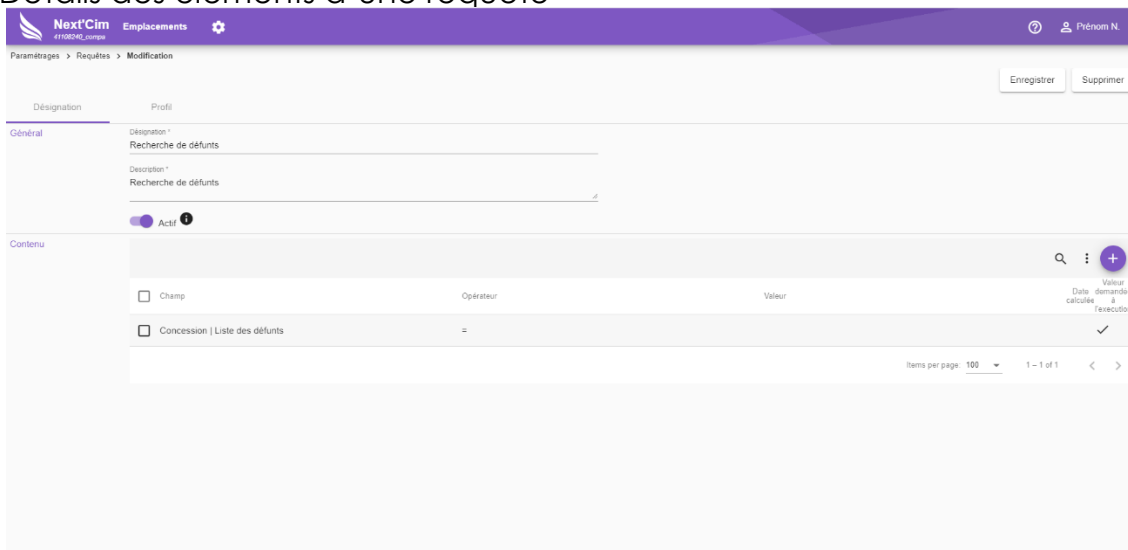 Détails des éléments d'une requête
Next'Cim Emplacements Prénom N.
41108240_compa
Paramétrages > Requêtes > Modification
Enregistrer Supprimer
Désignation Profil
Général
Désignation *
Recherche de défunts
Description *
Recherche de défunts
Actif
Contenu
Champ Opérateur Valeur Date calculée Valeur demandé à l'executio
Concession | Liste des défunts =
Items per page: 100 1 – 1 of 1